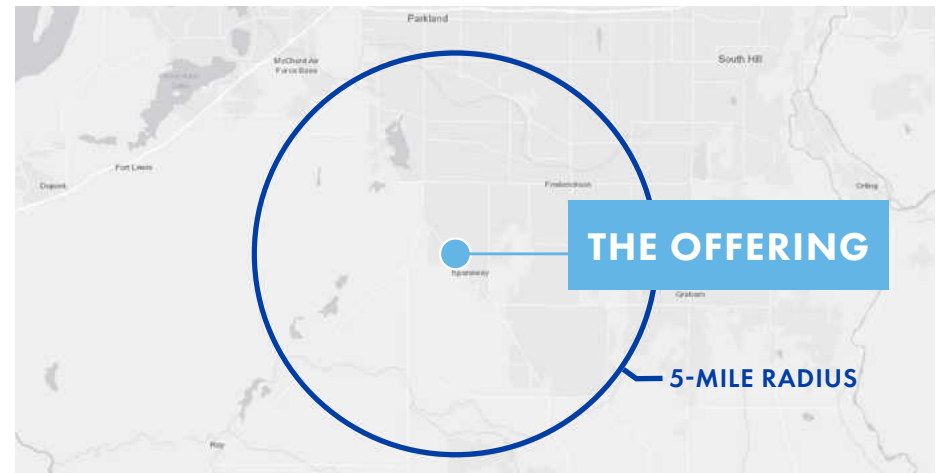 Parkland
McChord Air
Force Base
South Hill
Fort Lewis
Dupont
Frederickson
Orting
THE OFFERING
Spanaway
Graham
5-MILE RADIUS
Roy